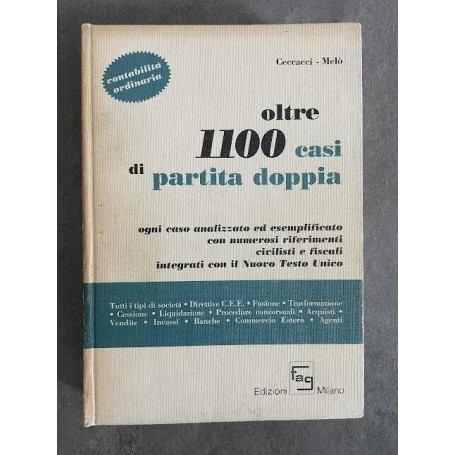 contabilità
ordinaria
Ceccacci - Melò
oltre
1100 casi
di partita doppia
ogni caso analizzato ed esemplificato
con numerosi riferimenti
civilisti e fiscali
integrati con il Nuovo Testo Unico
Tutti i tipi di società • Direttive C.E.E. • Fusione • Trasformazione
• Cessione • Liquidazione • Procedure concorsuali • Acquisti •
Vendite • Incassi • Banche • Commercio Estero • Agenti
Edizioni fag Milano